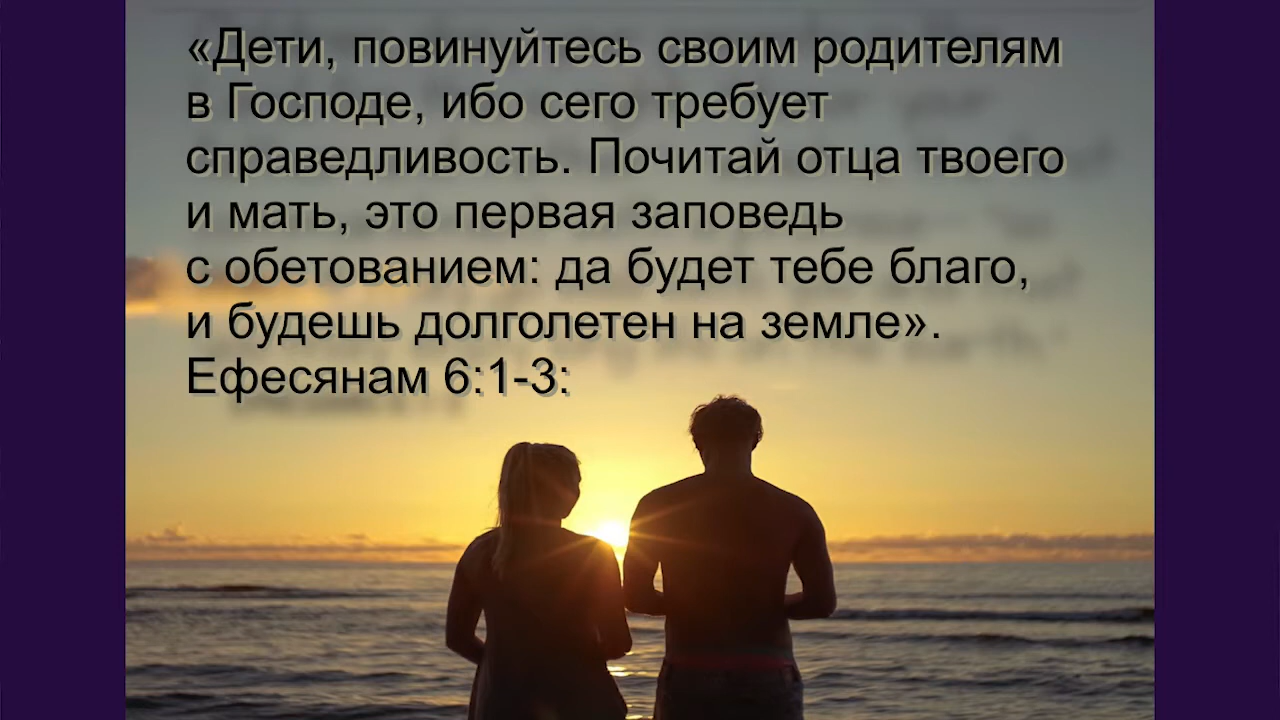 «Дети, повинуйтесь своим родителям
в Господе, ибо сего требует
справедливость. Почитай отца твоего
и мать, это первая заповедь
с обетованием: да будет тебе благо,
и будешь долголетен на земле».
Ефесянам 6:1-3: